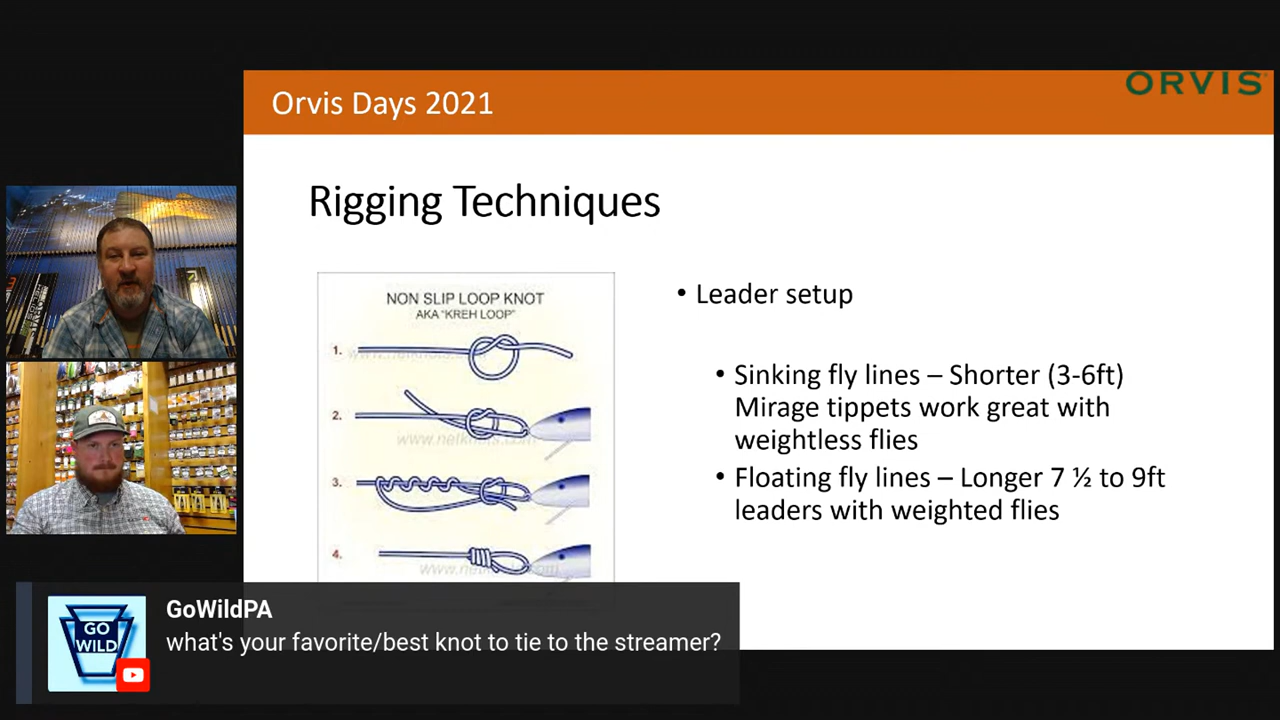 ORVIS
Orvis Days 2021
Rigging Techniques
NON SLIP LOOP KNOT
AKA "KREH LOOP"
1.
2.
www.netknots.com
3.
4.
• Leader setup
• Sinking fly lines – Shorter (3-6ft)
Mirage tippets work great with
weightless flies
• Floating fly lines – Longer 7 ½ to 9ft
leaders with weighted flies
GO
WILD
GoWildPA
what's your favorite/best knot to tie to the streamer?